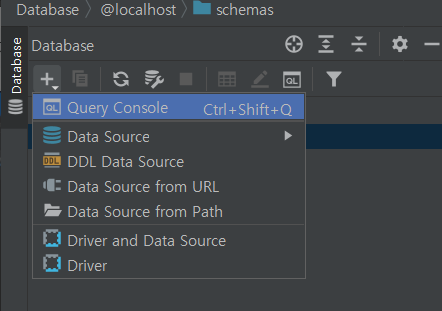 Database @localhost schemas
Database
Database
QL
QL Query Console Ctrl+Shift+Q
Data Source
DDL DDL Data Source
Data Source from URL
Data Source from Path
Driver and Data Source
Driver